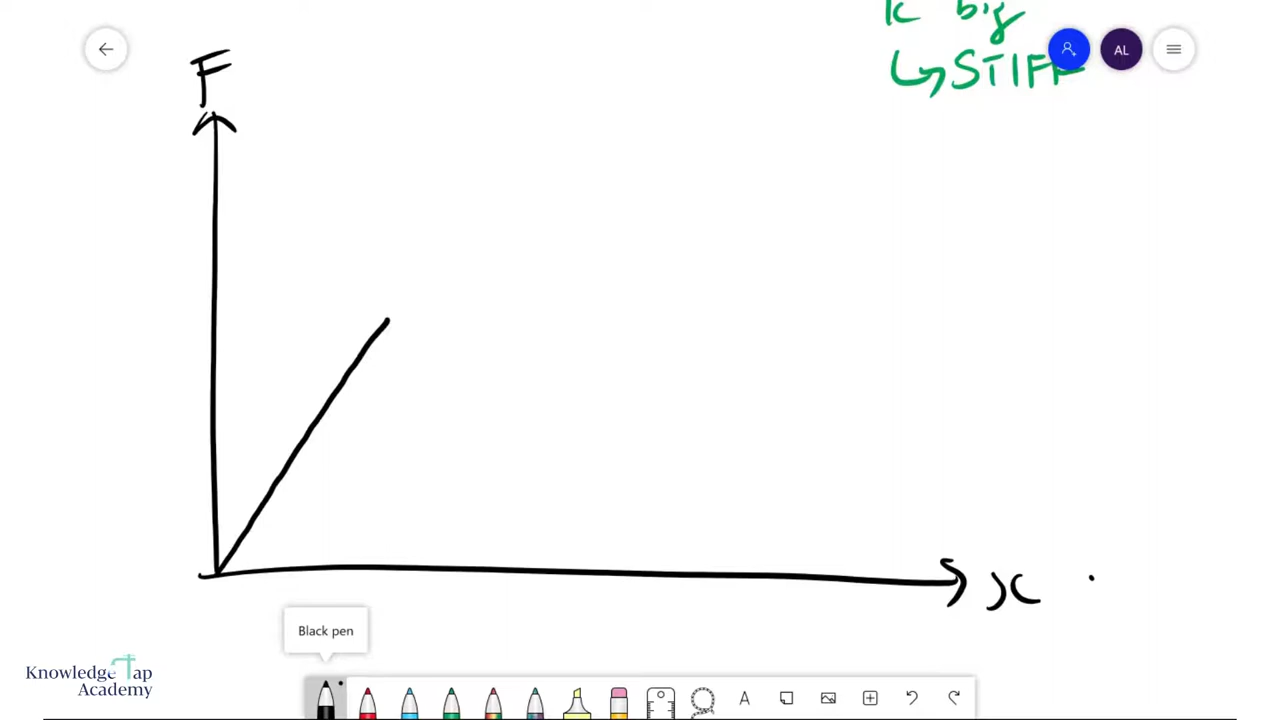 k big
↳ STIFF
F
AL
x
Black pen
Knowledge Tap
Academy
A